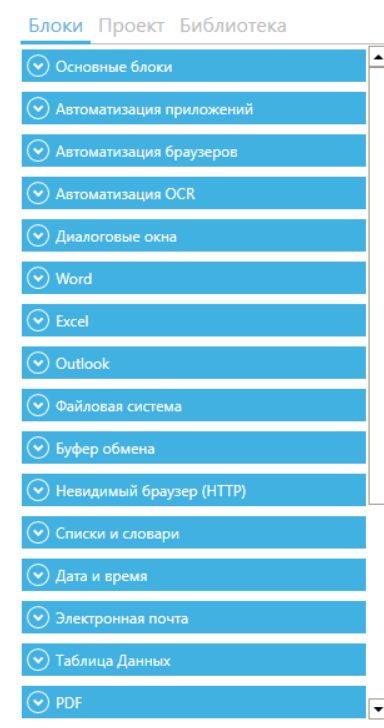 Блоки Проект Библиотека
Основные блоки
Автоматизация приложений
Автоматизация браузеров
Автоматизация OCR
Диалоговые окна
Word
Excel
Outlook
Файловая система
Буфер обмена
Невидимый браузер (HTTP)
Списки и словари
Дата и время
Электронная почта
Таблица Данных
PDF